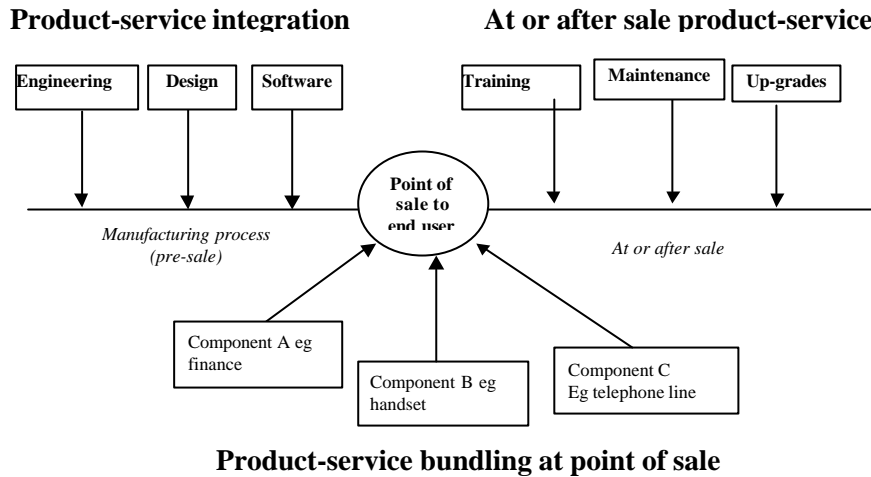 Product-service integration
At or after sale product-service
Engineering
Design
Software
Training
Maintenance
Up-grades
Point of
sale to
end user
Manufacturing process
(pre-sale)
At or after sale
Component A eg
finance
Component B eg
handset
Component C
Eg telephone line
Product-service bundling at point of sale